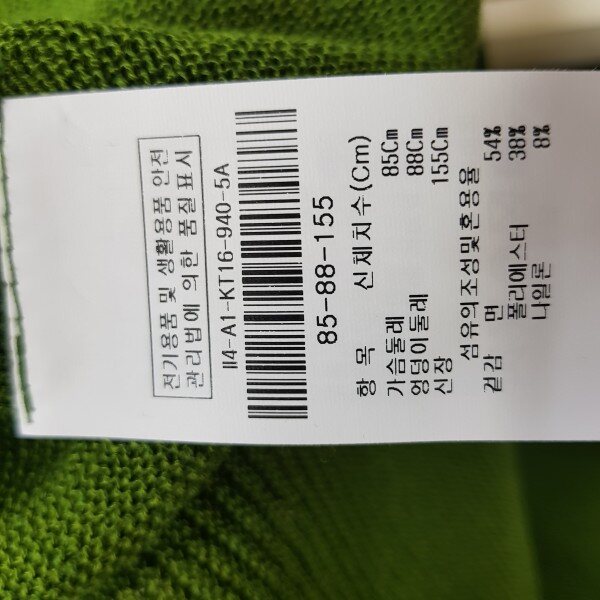 전기용품 및 생활용품 안전
관리법에 의한 품질표시
II4-A1-KT16-940-5A
85-88-155
항 목 신체치수(Cm)
가슴둘레 85Cm
엉덩이둘레 88Cm
신장 155Cm
섬유의조성및혼용율
겉감 면 54%
폴리에스터 38%
나일론 8%